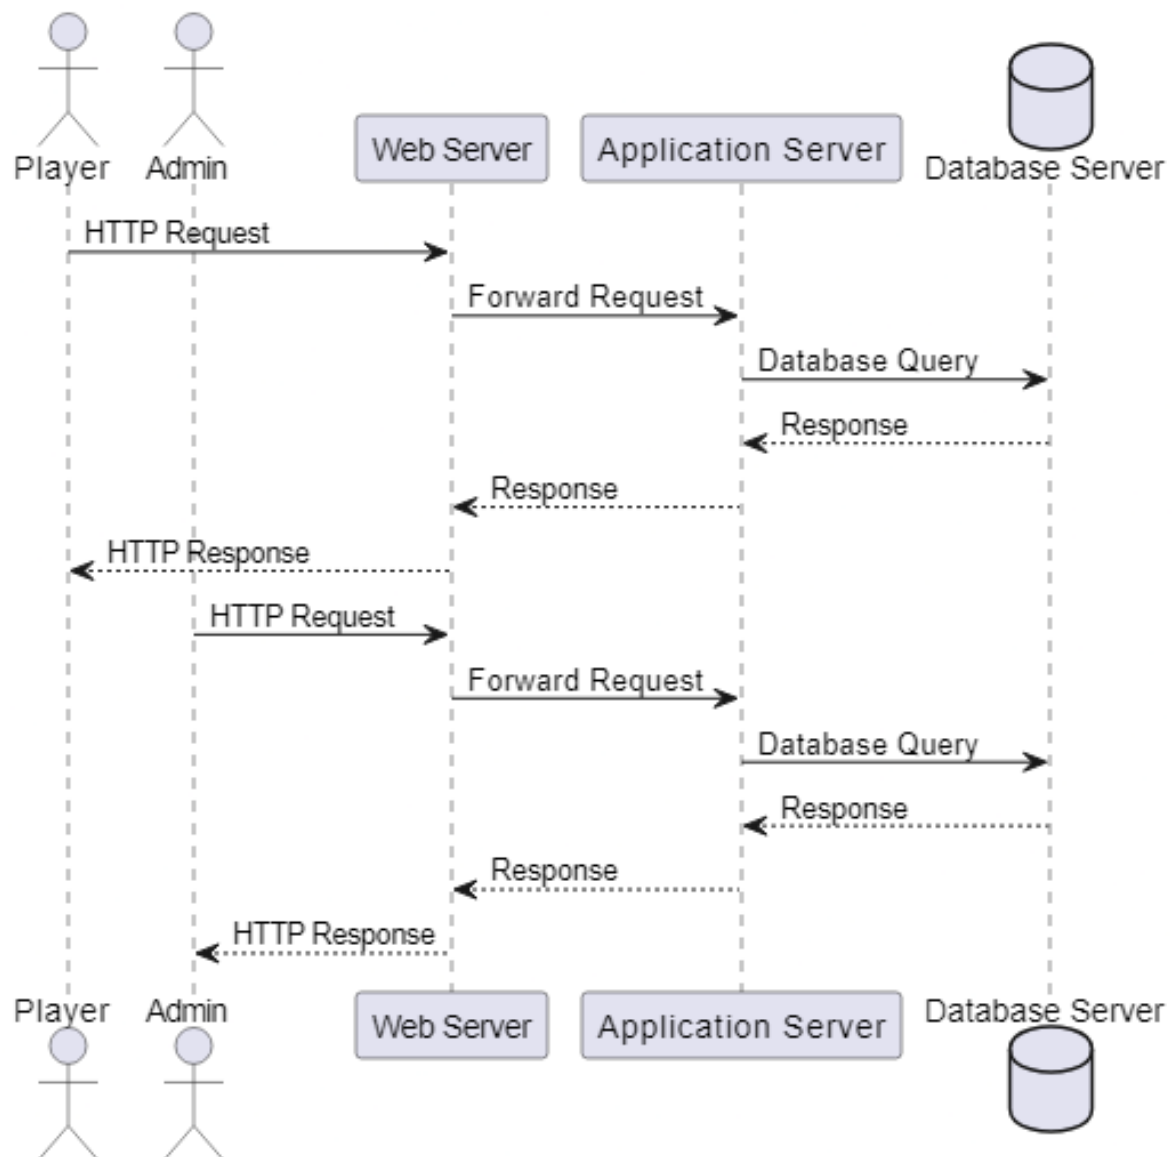 Player Admin Web Server Application Server Database Server
HTTP Request
Forward Request
Database Query
Response
Response
HTTP Response
HTTP Request
Forward Request
Database Query
Response
Response
HTTP Response
Player Admin Web Server Application Server Database Server